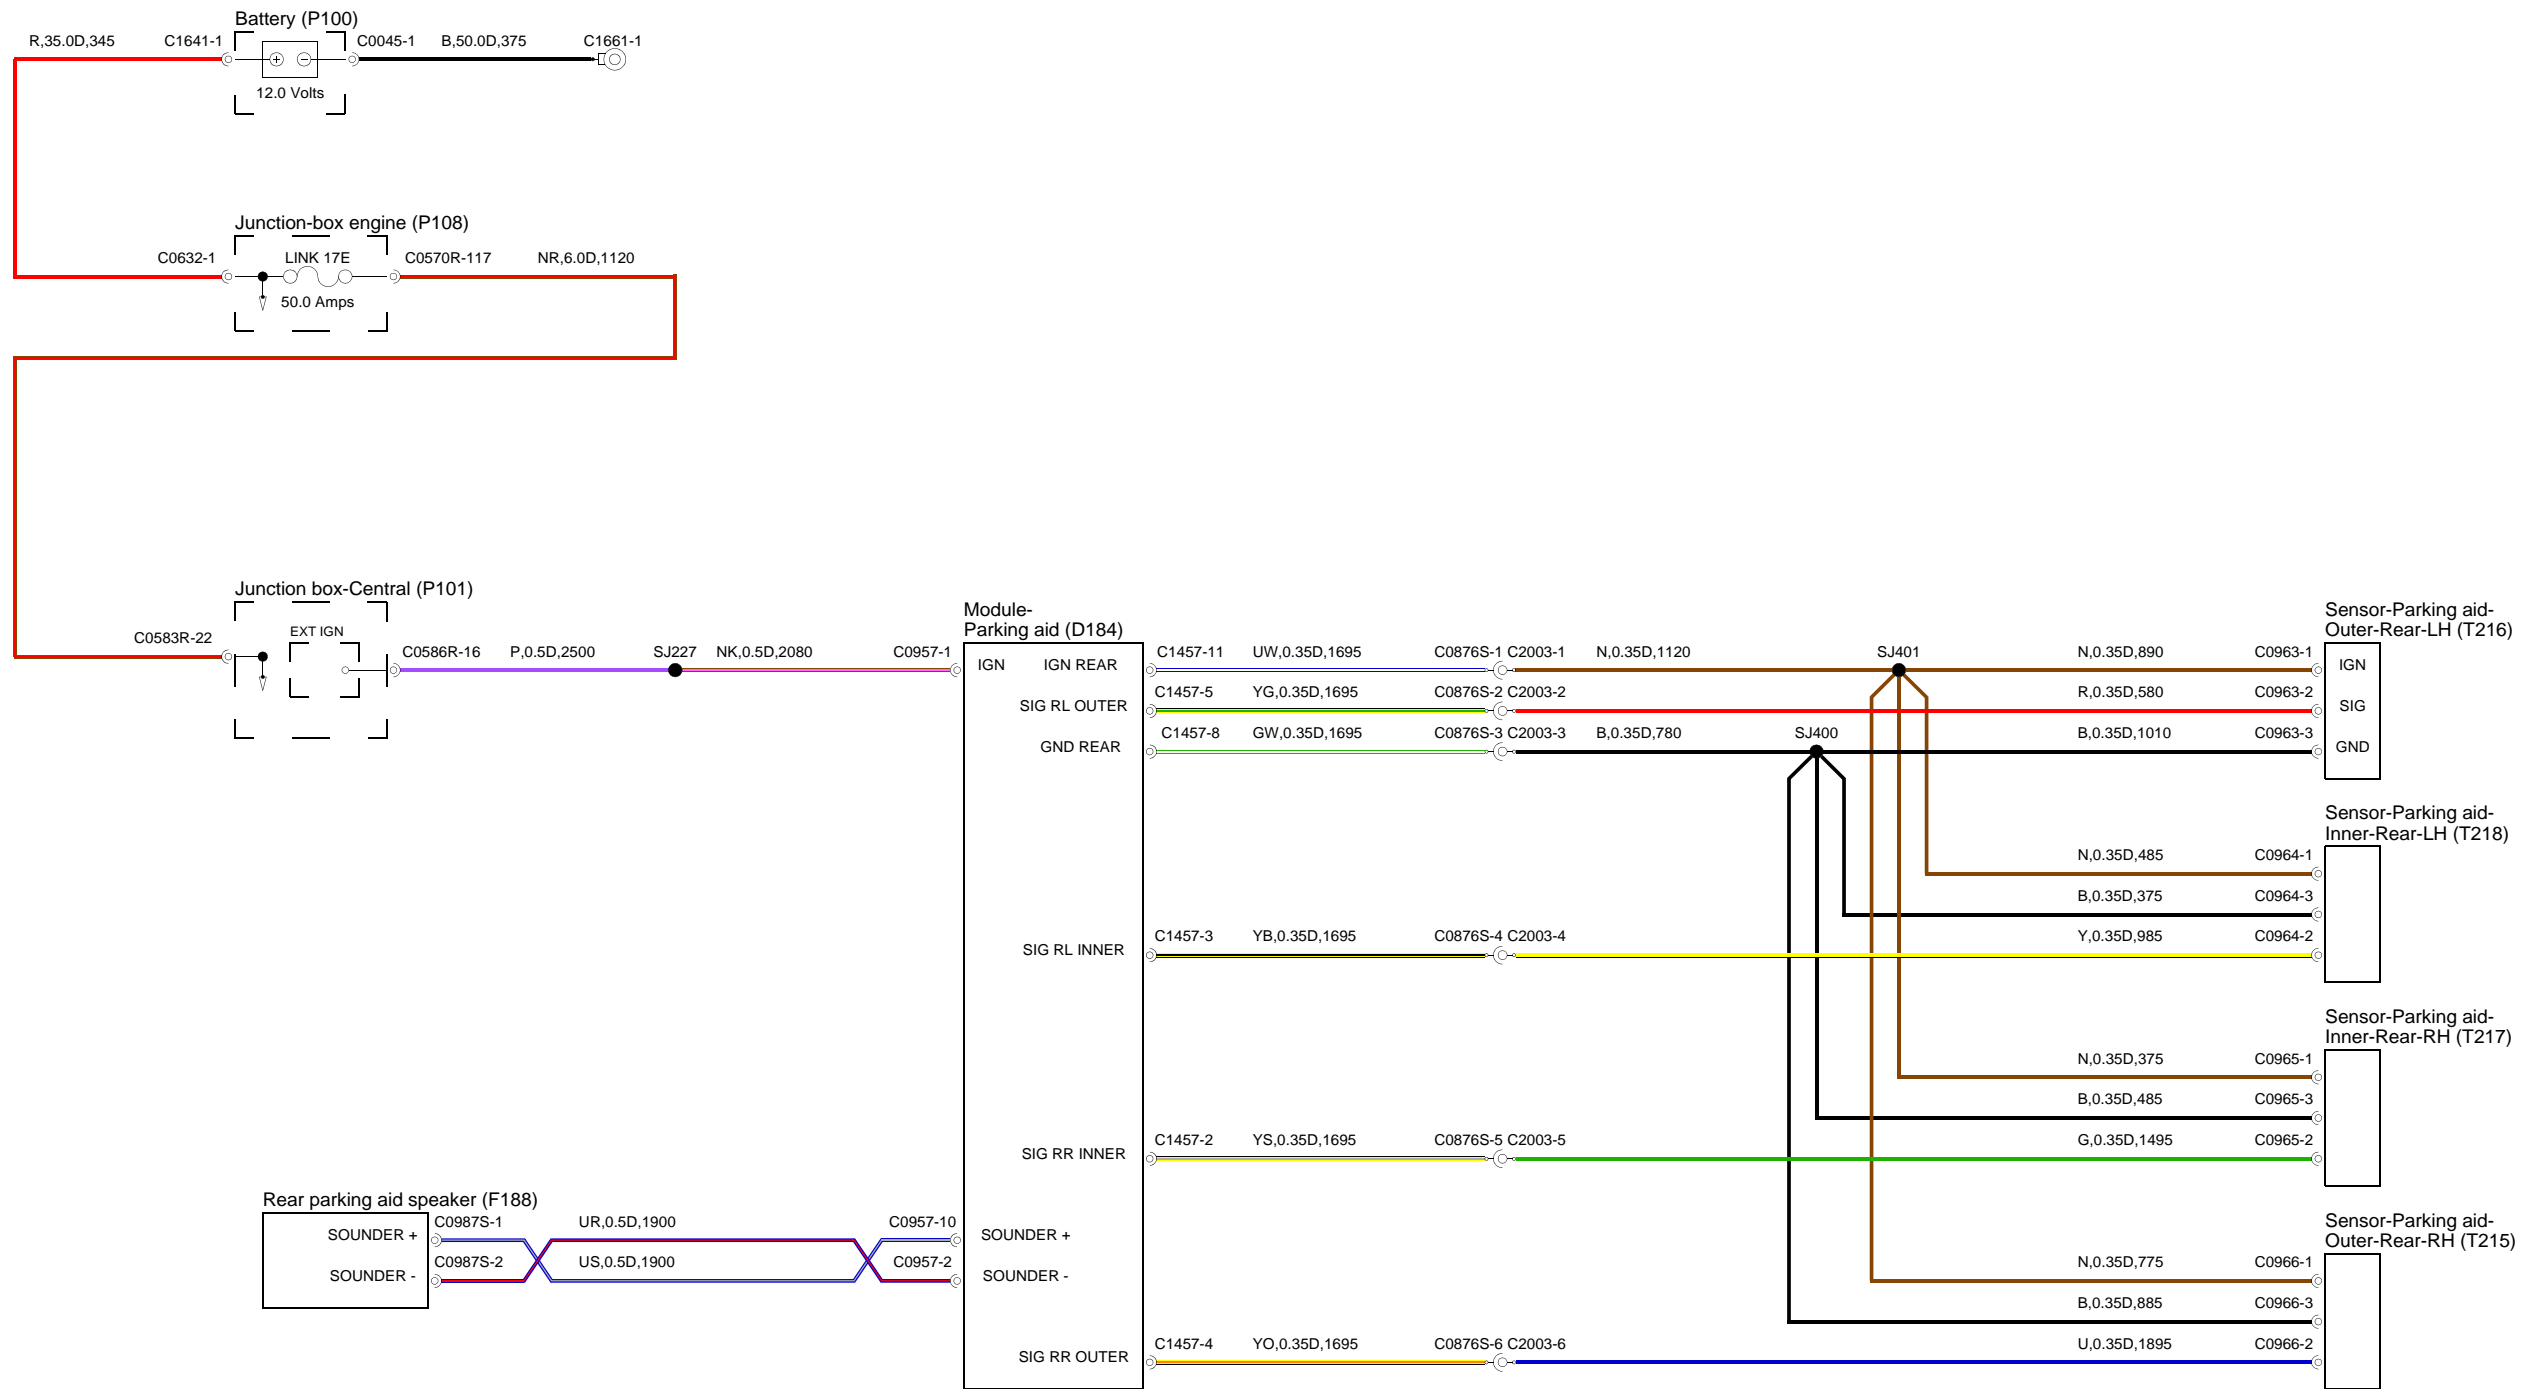 Battery (P100)
R,35.0D,345 C1641-1 C0045-1 B,50.0D,375 C1661-1
12.0 Volts
Junction-box engine (P108)
C0632-1 LINK 17E C0570R-117 NR,6.0D,1120
50.0 Amps
Junction box-Central (P101)
C0583R-22 EXT IGN
C0586R-16 P,0.5D,2500 SJ227 NK,0.5D,2080 C0957-1
Module-
Parking aid (D184)
IGN IGN REAR
C1457-11 UW,0.35D,1695 C0876S-1 C2003-1 N,0.35D,1120 SJ401 N,0.35D,890 C0963-1
Sensor-Parking aid-
Outer-Rear-LH (T216)
IGN
SIG RL OUTER C1457-5 YG,0.35D,1695 C0876S-2 C2003-2 R,0.35D,580 C0963-2 SIG
GND REAR C1457-8 GW,0.35D,1695 C0876S-3 C2003-3 B,0.35D,780 SJ400 B,0.35D,1010 C0963-3 GND
Sensor-Parking aid-
Inner-Rear-LH (T218)
N,0.35D,485 C0964-1
B,0.35D,375 C0964-3
SIG RL INNER C1457-3 YB,0.35D,1695 C0876S-4 C2003-4 Y,0.35D,985 C0964-2
Sensor-Parking aid-
Inner-Rear-RH (T217)
N,0.35D,375 C0965-1
B,0.35D,485 C0965-3
SIG RR INNER C1457-2 YS,0.35D,1695 C0876S-5 C2003-5 G,0.35D,1495 C0965-2
Rear parking aid speaker (F188)
SOUNDER + C0987S-1 UR,0.5D,1900 C0957-10 SOUNDER +
SOUNDER - C0987S-2 US,0.5D,1900 C0957-2 SOUNDER -
Sensor-Parking aid-
Outer-Rear-RH (T215)
N,0.35D,775 C0966-1
B,0.35D,885 C0966-3
SIG RR OUTER C1457-4 YO,0.35D,1695 C0876S-6 C2003-6 U,0.35D,1895 C0966-2